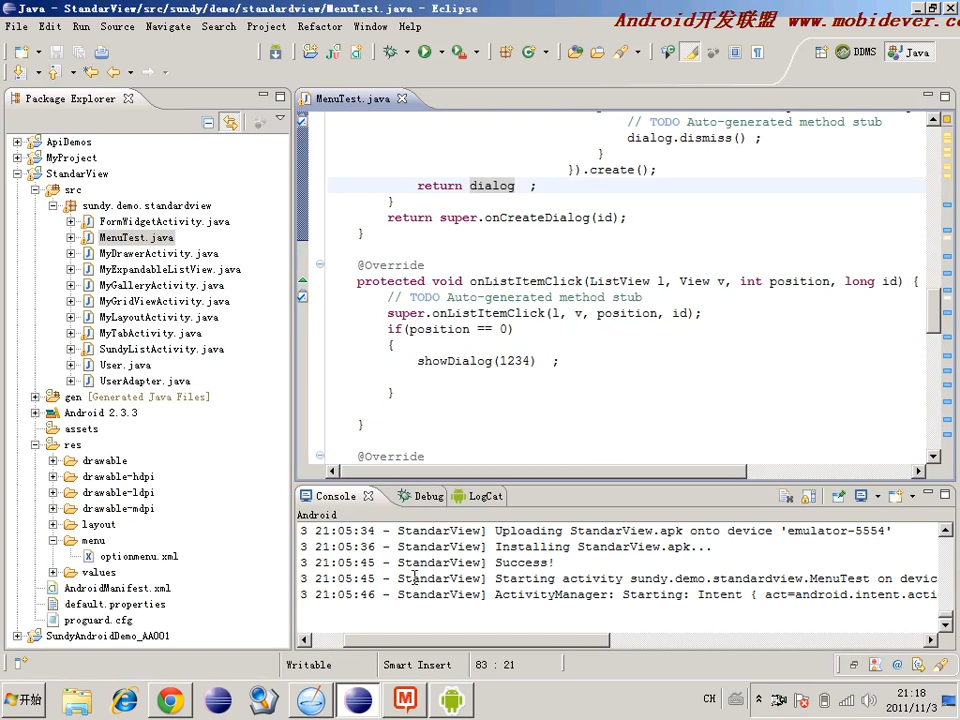 Java - StandarView/src/sundy/demo/standardview/MenuTest.java - Eclipse
Android开发联盟 www.mobidever.co
File Edit Run Source Navigate Search Project Refactor Window Help
DDMS Java
Package Explorer
MenuTest.java
ApiDemos
MyProject
StandarView
src
sundy.demo.standardview
FormWidgetActivity.java
MenuTest.java
MyDrawerActivity.java
MyExpandableListView.java
MyGalleryActivity.java
MyGridViewActivity.java
MyLayoutActivity.java
MyTabActivity.java
SundyListActivity.java
User.java
UserAdapter.java
gen [Generated Java Files]
Android 2.3.3
assets
res
drawable
drawable-hdpi
drawable-ldpi
drawable-mdpi
layout
menu
optionmenu.xml
values
AndroidManifest.xml
default.properties
proguard.cfg
SundyAndroidDemo_AA001
// TODO Auto-generated method stub
dialog.dismiss() ;
}
}).create();
return dialog ;
}
return super.onCreateDialog(id);
}
@Override
protected void onListItemClick(ListView l, View v, int position, long id) {
// TODO Auto-generated method stub
super.onListItemClick(l, v, position, id);
if(position == 0)
{
showDialog(1234) ;
}
}
@Override
Console Debug LogCat
Android
3 21:05:34 - StandarView] Uploading StandarView.apk onto device 'emulator-5554'
3 21:05:36 - StandarView] Installing StandarView.apk...
3 21:05:45 - StandarView] Success!
3 21:05:45 - StandarView] Starting activity sundy.demo.standardview.MenuTest on devic
3 21:05:46 - StandarView] ActivityManager: Starting: Intent { act=android.intent.acti
Writable Smart Insert 83 : 21
开始
CH
21:18
2011/11/3